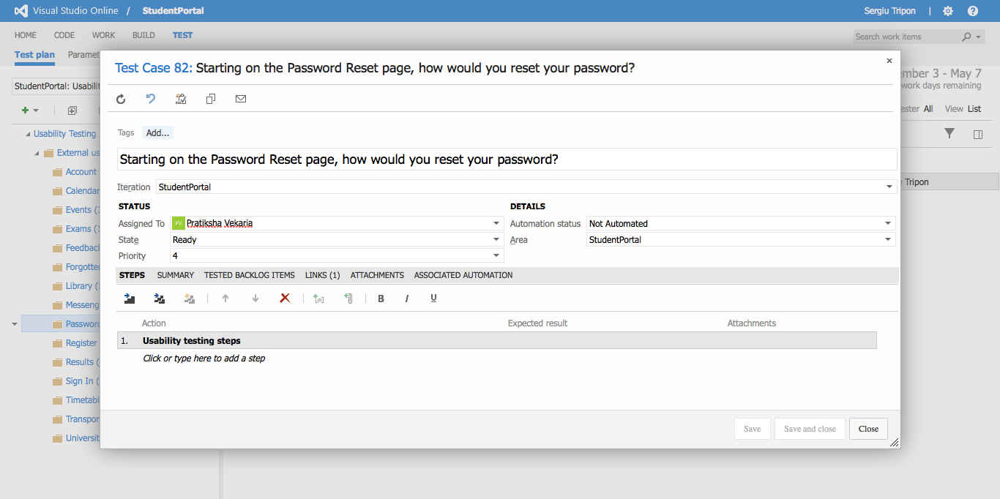 Visual Studio Online / StudentPortal Sergiu Tripon | ?
HOME CODE WORK BUILD TEST
Search work items
Test plan Paramet
Test Case 82: Starting on the Password Reset page, how would you reset your password?
mber 3 - May 7
StudentPortal: Usabili
work days remaining
ster All View List
Tags Add...
Usability Testing
External us
Starting on the Password Reset page, how would you reset your password?
Account
Iteration StudentPortal
Tripon
Calendar
STATUS DETAILS
Events (
Assigned To PV Pratiksha Vekaria Automation status Not Automated
Exams (
State Ready Area StudentPortal
Feedbac
Priority 4
Forgotte
STEPS SUMMARY TESTED BACKLOG ITEMS LINKS (1) ATTACHMENTS ASSOCIATED AUTOMATION
Library (
B I U
Messeng
Password
Action Expected result Attachments
Register
1. Usability testing steps
Results (
Click or type here to add a step
Sign In (
Timetabl
Transpor
Save Save and close Close
Universit